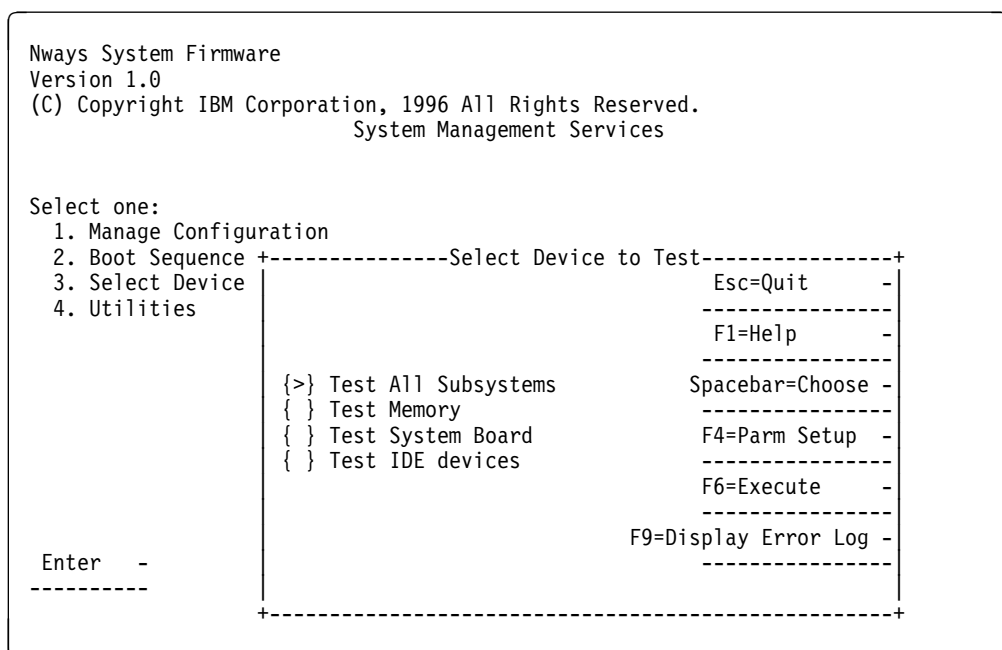 Nways System Firmware
Version 1.0
(C) Copyright IBM Corporation, 1996 All Rights Reserved.
System Management Services
Select one:
1. Manage Configuration
2. Boot Sequence
3. Select Device
4. Utilities
Select Device to Test
Esc=Quit
F1=Help
{>} Test All Subsystems
Spacebar=Choose
{ } Test Memory
{ } Test System Board
F4=Parm Setup
{ } Test IDE devices
F6=Execute
F9=Display Error Log
Enter